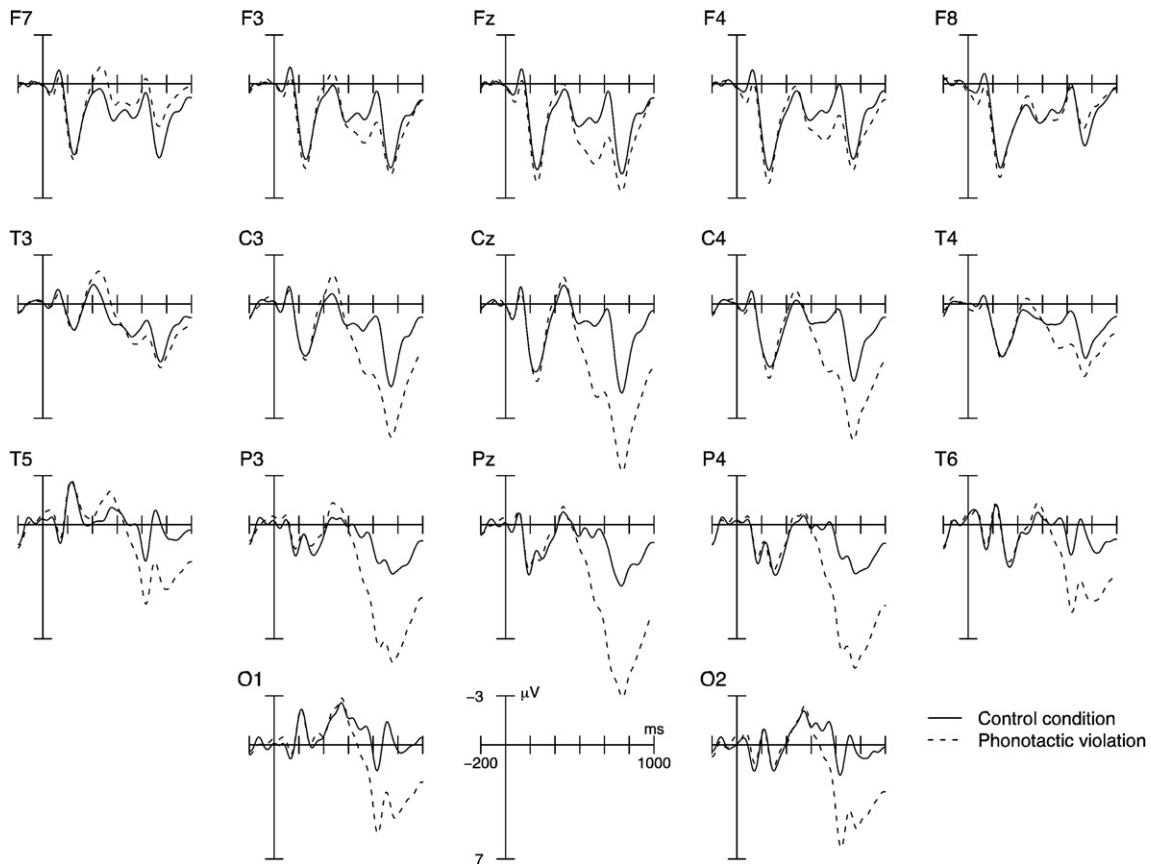 F7 F3 Fz F4 F8
T3 C3 Cz C4 T4
T5 P3 Pz P4 T6
O1 O2
−3 μV
ms
−200 1000
7
Control condition
Phonotactic violation